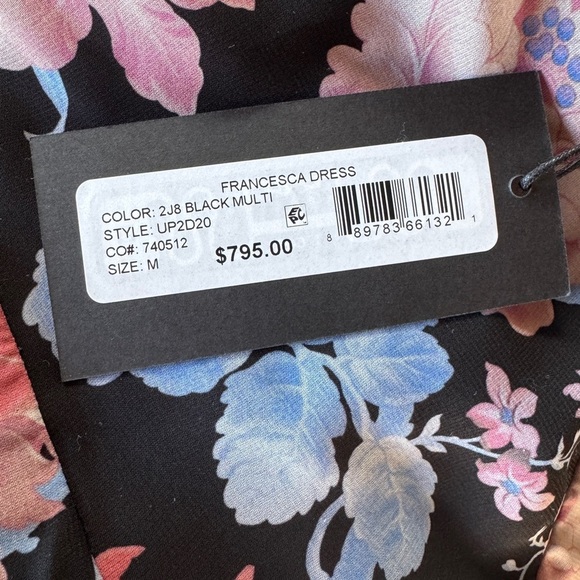 FRANCESCA DRESS
COLOR: 2J8 BLACK MULTI
STYLE: UP2D20
CO#: 740512
SIZE: M
$795.00
8 89783 66132 1